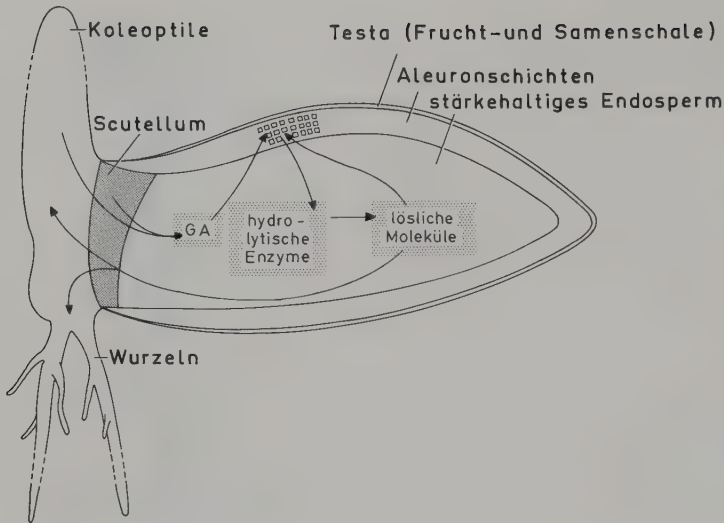 Koleoptile
Testa (Frucht-und Samenschale)
Aleuronschichten
stärkehaltiges Endosperm
Scutellum
GA
hydro-
lytische
Enzyme
lösliche
Moleküle
Wurzeln